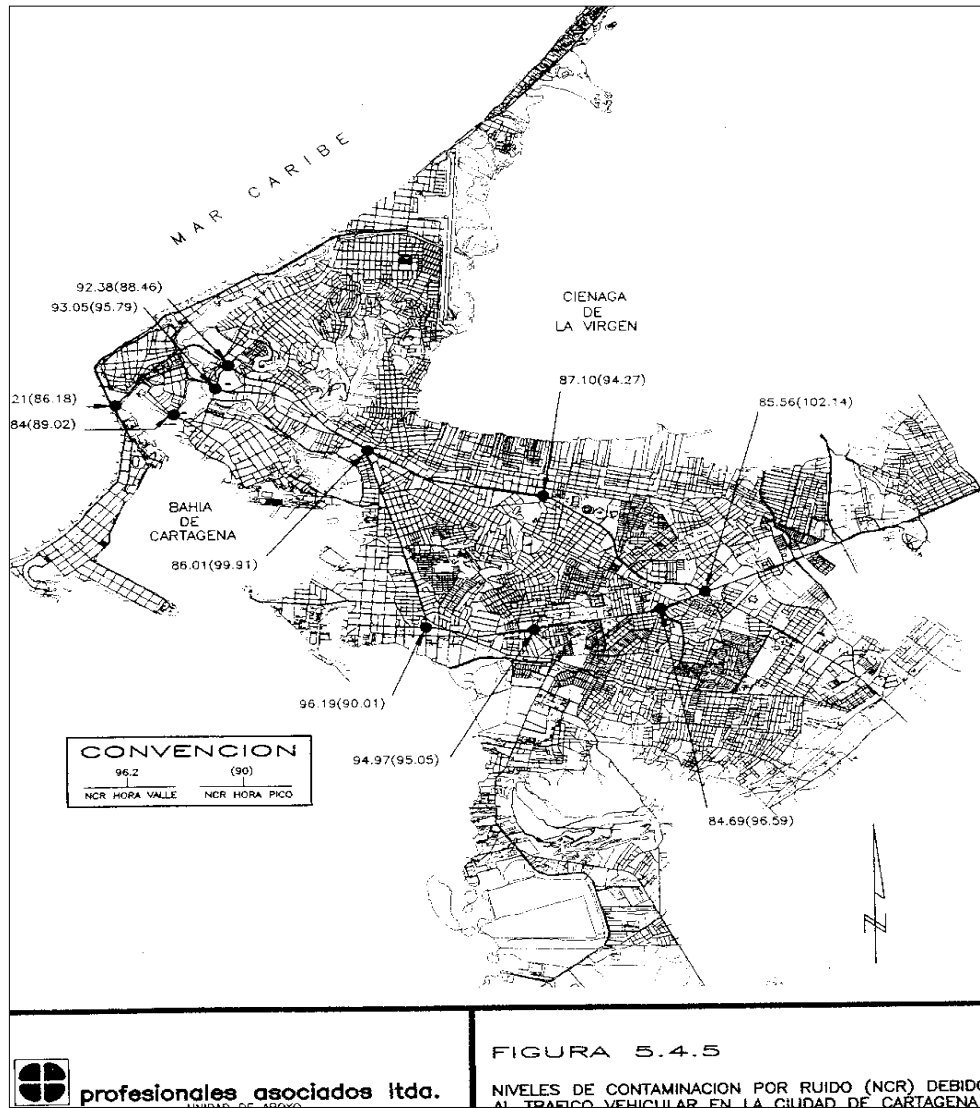 MAR CARIBE
92.38(88.46)
93.05(95.79)
CIENAGA
DE
LA VIRGEN
87.10(94.27)
85.56(102.14)
21(86.18)
84(89.02)
BAHIA
DE
CARTAGENA
86.01(99.91)
96.19(90.01)
94.97(95.05)
84.69(96.59)
CONVENCION
96.2 (90)
NCR HORA VALLE NCR HORA PICO
N
FIGURA 5.4.5
profesionales asociados ltda.
UNIDAD DE APOYO
NIVELES DE CONTAMINACION POR RUIDO (NCR) DEBIDO
AL TRAFICO VEHICULAR EN LA CIUDAD DE CARTAGENA